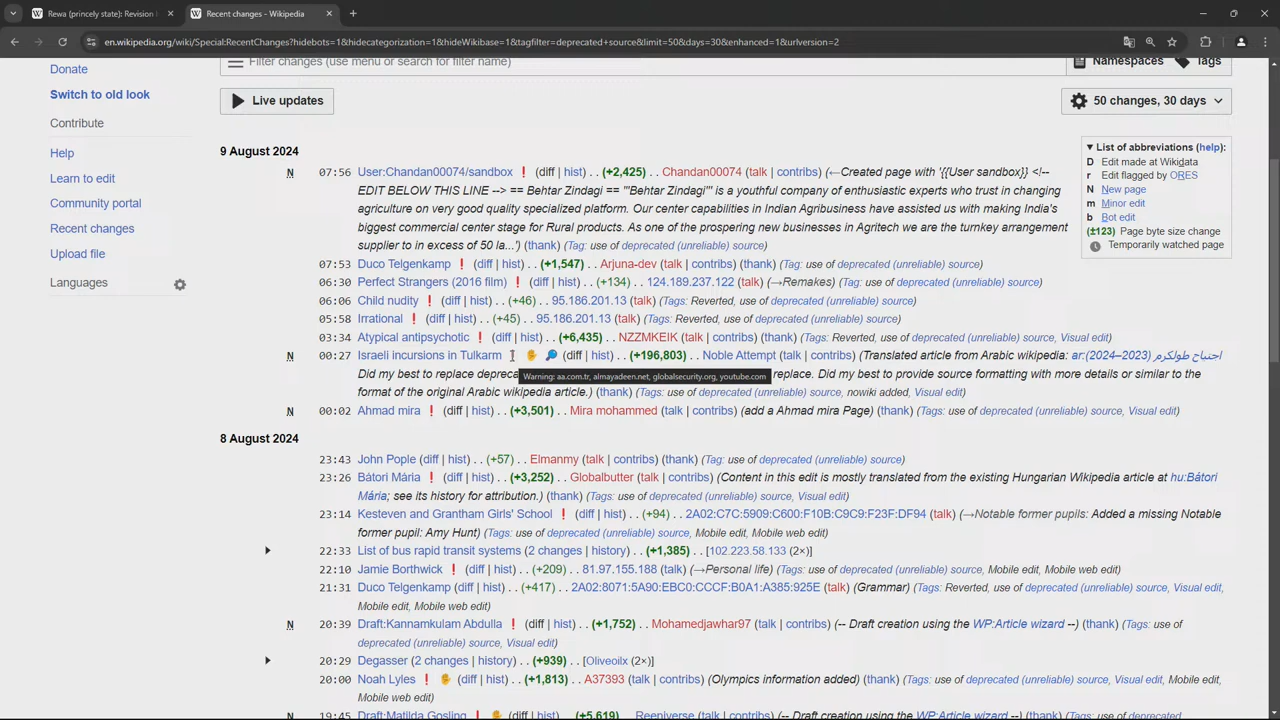 Rewa (princely state): Revision
Recent changes - Wikipedia
en.wikipedia.org/wiki/Special:RecentChanges?hidebots=1&hidecategorization=1&hideWikibase=1&tagfilter=deprecated+source&limit=50&days=30&enhanced=1&urlversion=2
Donate
Switch to old look
Contribute
Help
Learn to edit
Community portal
Recent changes
Upload file
Languages
Filter changes (use menu or search for filter name)
Namespaces
Tags
Live updates
50 changes, 30 days
List of abbreviations (help):
D Edit made at Wikidata
r Edit flagged by ORES
N New page
m Minor edit
b Bot edit
(±123) Page byte size change
Temporarily watched page
9 August 2024
N 07:56 User:Chandan00074/sandbox ❗ (diff | hist) . . (+2,425) . . Chandan00074 (talk | contribs) (←Created page with '{{User sandbox}} <!--
EDIT BELOW THIS LINE --> == Behtar Zindagi == '''Behtar Zindagi''' is a youthful company of enthusiastic experts who trust in changing
agriculture on very good quality specialized platform. Our center capabilities in Indian Agribusiness have assisted us with making India's
biggest commercial center stage for Rural products. As one of the prospering new businesses in Agritech we are the turnkey arrangement
supplier to in excess of 50 la...') (thank) (Tag: use of deprecated (unreliable) source)
07:53 Duco Telgenkamp ❗ (diff | hist) . . (+1,547) . . Arjuna-dev (talk | contribs) (thank) (Tag: use of deprecated (unreliable) source)
06:30 Perfect Strangers (2016 film) ❗ (diff | hist) . . (+134) . . 124.189.237.122 (talk) (→Remakes) (Tag: use of deprecated (unreliable) source)
06:06 Child nudity ❗ (diff | hist) . . (+46) . . 95.186.201.13 (talk) (Tags: Reverted, use of deprecated (unreliable) source)
05:58 Irrational ❗ (diff | hist) . . (+45) . . 95.186.201.13 (talk) (Tags: Reverted, use of deprecated (unreliable) source)
03:34 Atypical antipsychotic ❗ (diff | hist) . . (+6,435) . . NZZMKEIK (talk | contribs) (thank) (Tags: Reverted, use of deprecated (unreliable) source, Visual edit)
N 00:27 Israeli incursions in Tulkarm ✋ 🔎 (diff | hist) . . (+196,803) . . Noble Attempt (talk | contribs) (Translated article from Arabic wikipedia: ar:اجتياح طولكرم (2023–2024)
Did my best to replace depreca
Warning: aa.com.tr, almayadeen.net, globalsecurity.org, youtube.com
replace. Did my best to provide source formatting with more details or similar to the
format of the original Arabic wikipedia article.) (thank) (Tags: use of deprecated (unreliable) source, nowiki added, Visual edit)
N 00:02 Ahmad mira ❗ (diff | hist) . . (+3,501) . . Mira mohammed (talk | contribs) (add a Ahmad mira Page) (thank) (Tags: use of deprecated (unreliable) source, Visual edit)
8 August 2024
23:43 John Pople (diff | hist) . . (+57) . . Elmanmy (talk | contribs) (thank) (Tag: use of deprecated (unreliable) source)
23:26 Bátori Mária ❗ (diff | hist) . . (+3,252) . . Globalbutter (talk | contribs) (Content in this edit is mostly translated from the existing Hungarian Wikipedia article at hu:Bátori
Mária; see its history for attribution.) (thank) (Tags: use of deprecated (unreliable) source, Visual edit)
23:14 Kesteven and Grantham Girls' School ❗ (diff | hist) . . (+94) . . 2A02:C7C:5909:C600:F10B:C9C9:F23F:DF94 (talk) (→Notable former pupils: Added a missing Notable
former pupil: Amy Hunt) (Tags: use of deprecated (unreliable) source, Mobile edit, Mobile web edit)
22:33 List of bus rapid transit systems (2 changes | history) . . (+1,385) . . [102.223.58.133 (2×)]
22:10 Jamie Borthwick ❗ (diff | hist) . . (+209) . . 81.97.155.188 (talk) (→Personal life) (Tags: use of deprecated (unreliable) source, Mobile edit, Mobile web edit)
21:31 Duco Telgenkamp ❗ (diff | hist) . . (+417) . . 2A02:8071:5A90:EBC0:CCCF:B0A1:A385:925E (talk) (Grammar) (Tags: Reverted, use of deprecated (unreliable) source, Visual edit,
Mobile edit, Mobile web edit)
N 20:39 Draft:Kannamkulam Abdulla ❗ (diff | hist) . . (+1,752) . . Mohamedjawhar97 (talk | contribs) (-- Draft creation using the WP:Article wizard --) (thank) (Tags: use of
deprecated (unreliable) source, Visual edit)
20:29 Degasser (2 changes | history) . . (+939) . . [Oliveoilx (2×)]
20:00 Noah Lyles ❗ ✋ (diff | hist) . . (+1,813) . . A37393 (talk | contribs) (Olympics information added) (thank) (Tags: use of deprecated (unreliable) source, Visual edit, Mobile edit,
Mobile web edit)
N 19:45 Draft:Matilda Gosling ❗ ✋ (diff | hist) . . (+5,619) . . Reeniverse (talk | contribs) (-- Draft creation using the WP:Article wizard --) (thank) (Tags: use of deprecated